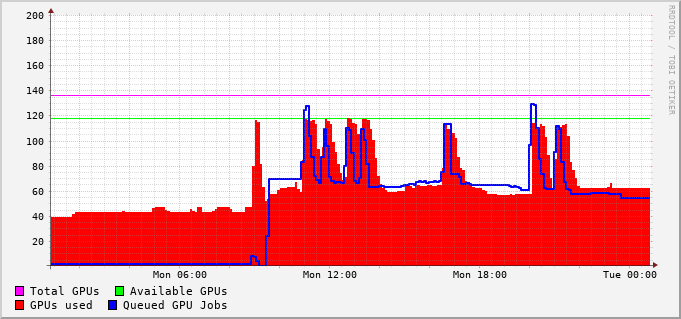 200
180
160
140
120
100
80
60
40
20
Mon 06:00 Mon 12:00 Mon 18:00 Tue 00:00
Total GPUs Available GPUs
GPUs used Queued GPU Jobs
RRDTOOL / TOBI OETIKER